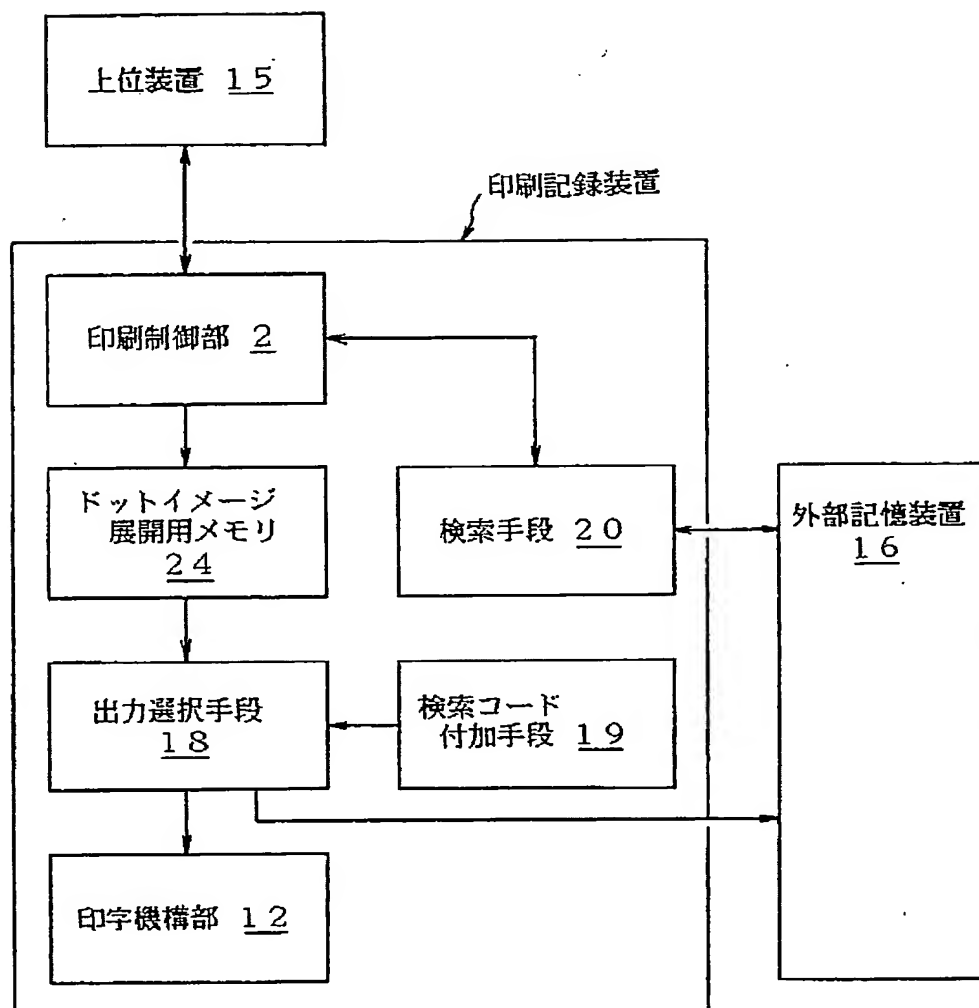 上位装置 １５
印刷記録装置
印刷制御部 ２
ドットイメージ
展開用メモリ
２４
検索手段 ２０
外部記憶装置
１６
出力選択手段
１８
検索コード
付加手段 １９
印字機構部 １２